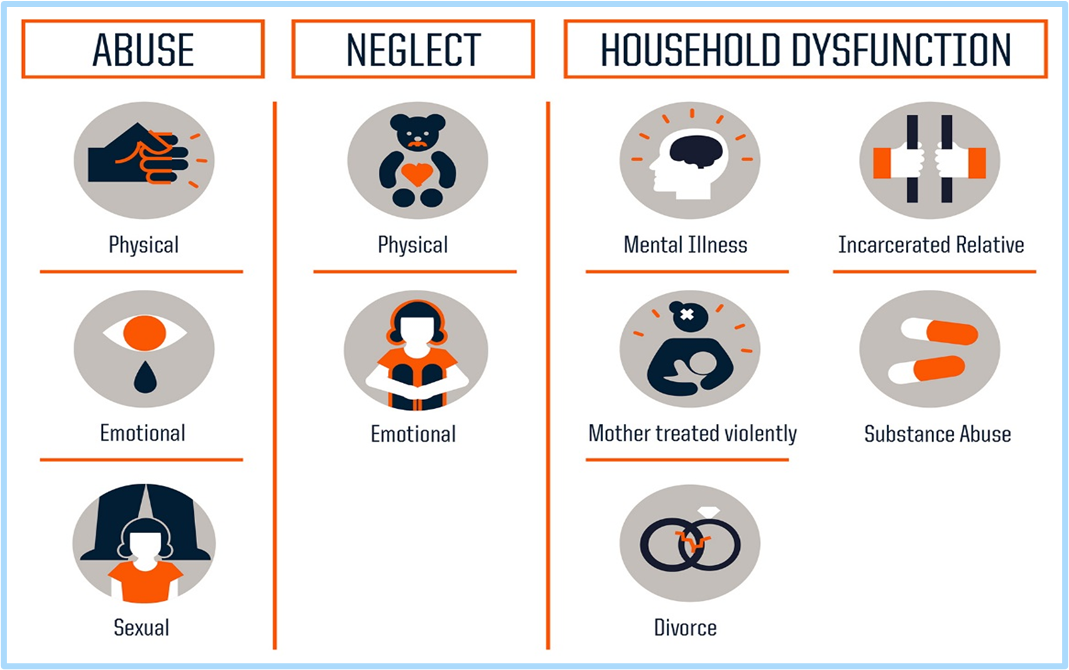 ABUSE
NEGLECT
HOUSEHOLD DYSFUNCTION
Physical
Emotional
Sexual
Physical
Emotional
Mental Illness
Incarcerated Relative
Mother treated violently
Substance Abuse
Divorce